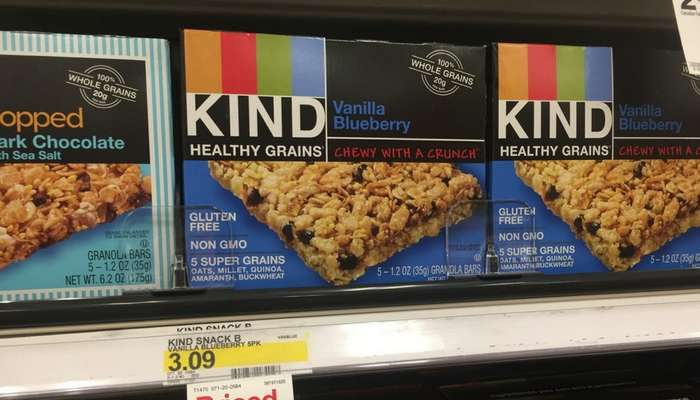 opped
ark Chocolate
th Sea Salt
100%
WHOLE GRAINS
20g
GRANOLA BARS
5 – 1.2 OZ (35g)
NET WT. 6.2 OZ (175g)
KIND
HEALTHY GRAINS
Vanilla
Blueberry
CHEWY WITH A CRUNCH
100%
WHOLE GRAINS
20g
GLUTEN
FREE
NON GMO
5 SUPER GRAINS
OATS, MILLET, QUINOA,
AMARANTH, BUCKWHEAT
5 – 1.2 OZ (35g) GRANOLA BARS
KIND
HEALTHY GRAINS
Vanilla
Blueberry
CHEWY WITH A C
WHOLE GRAINS
GLUTEN
FREE
NON GMO
5 SUPER GRAINS
OATS, MILLET, QUINOA,
AMARANTH, BUCKWHEAT
5 – 1.2 OZ (35g)
KIND SNACK B
KIND SNACK B
VANILLA BLUEBERRY 5PK
3.09